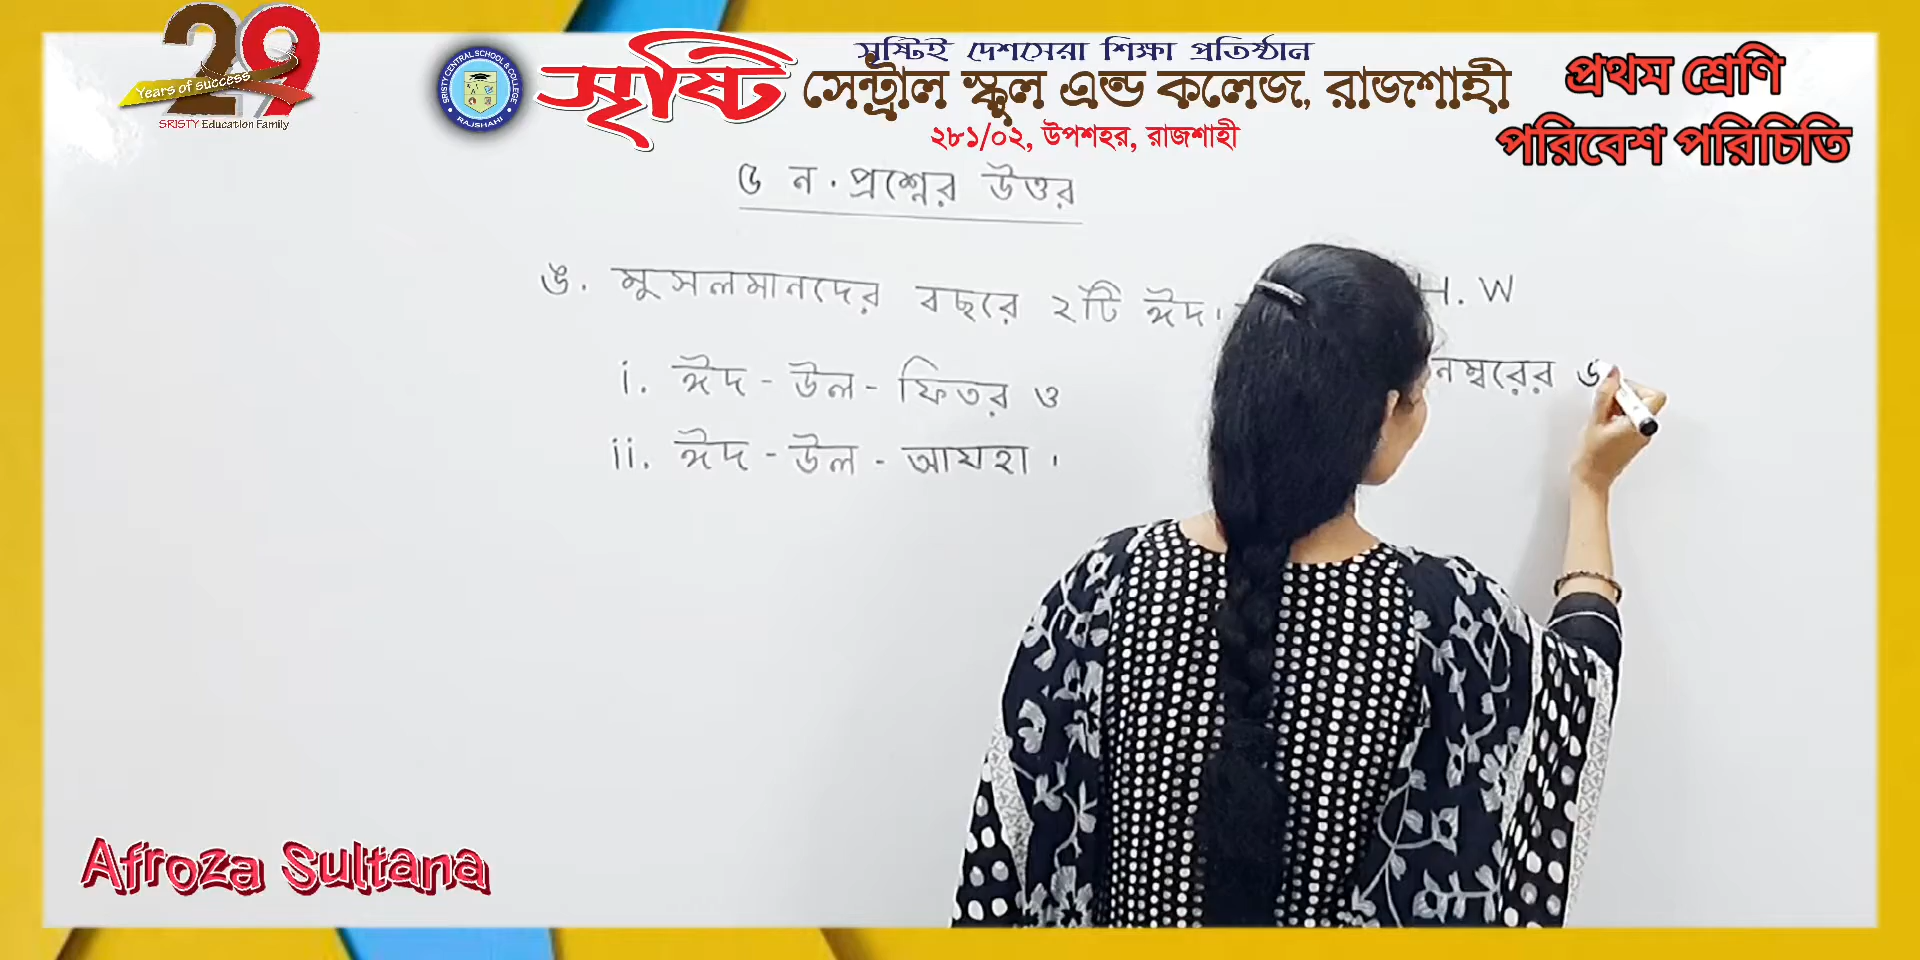 29
Years of success
SRISTY Education Family
SRISTY CENTRAL SCHOOL & COLLEGE
RAJSHAHI
সৃষ্টিই দেশসেরা শিক্ষা প্রতিষ্ঠান
সৃষ্টি সেন্ট্রাল স্কুল এন্ড কলেজ, রাজশাহী
২৮১/০২, উপশহর, রাজশাহী
প্রথম শ্রেণি
পরিবেশ পরিচিতি
৫ ন. প্রশ্নের উত্তর
ঙ. মুসলমানদের বছরে ২টি ঈদ।
i. ঈদ - উল - ফিতর ও
ii. ঈদ - উল - আযহা।
H. W
নম্বরের
Afroza Sultana